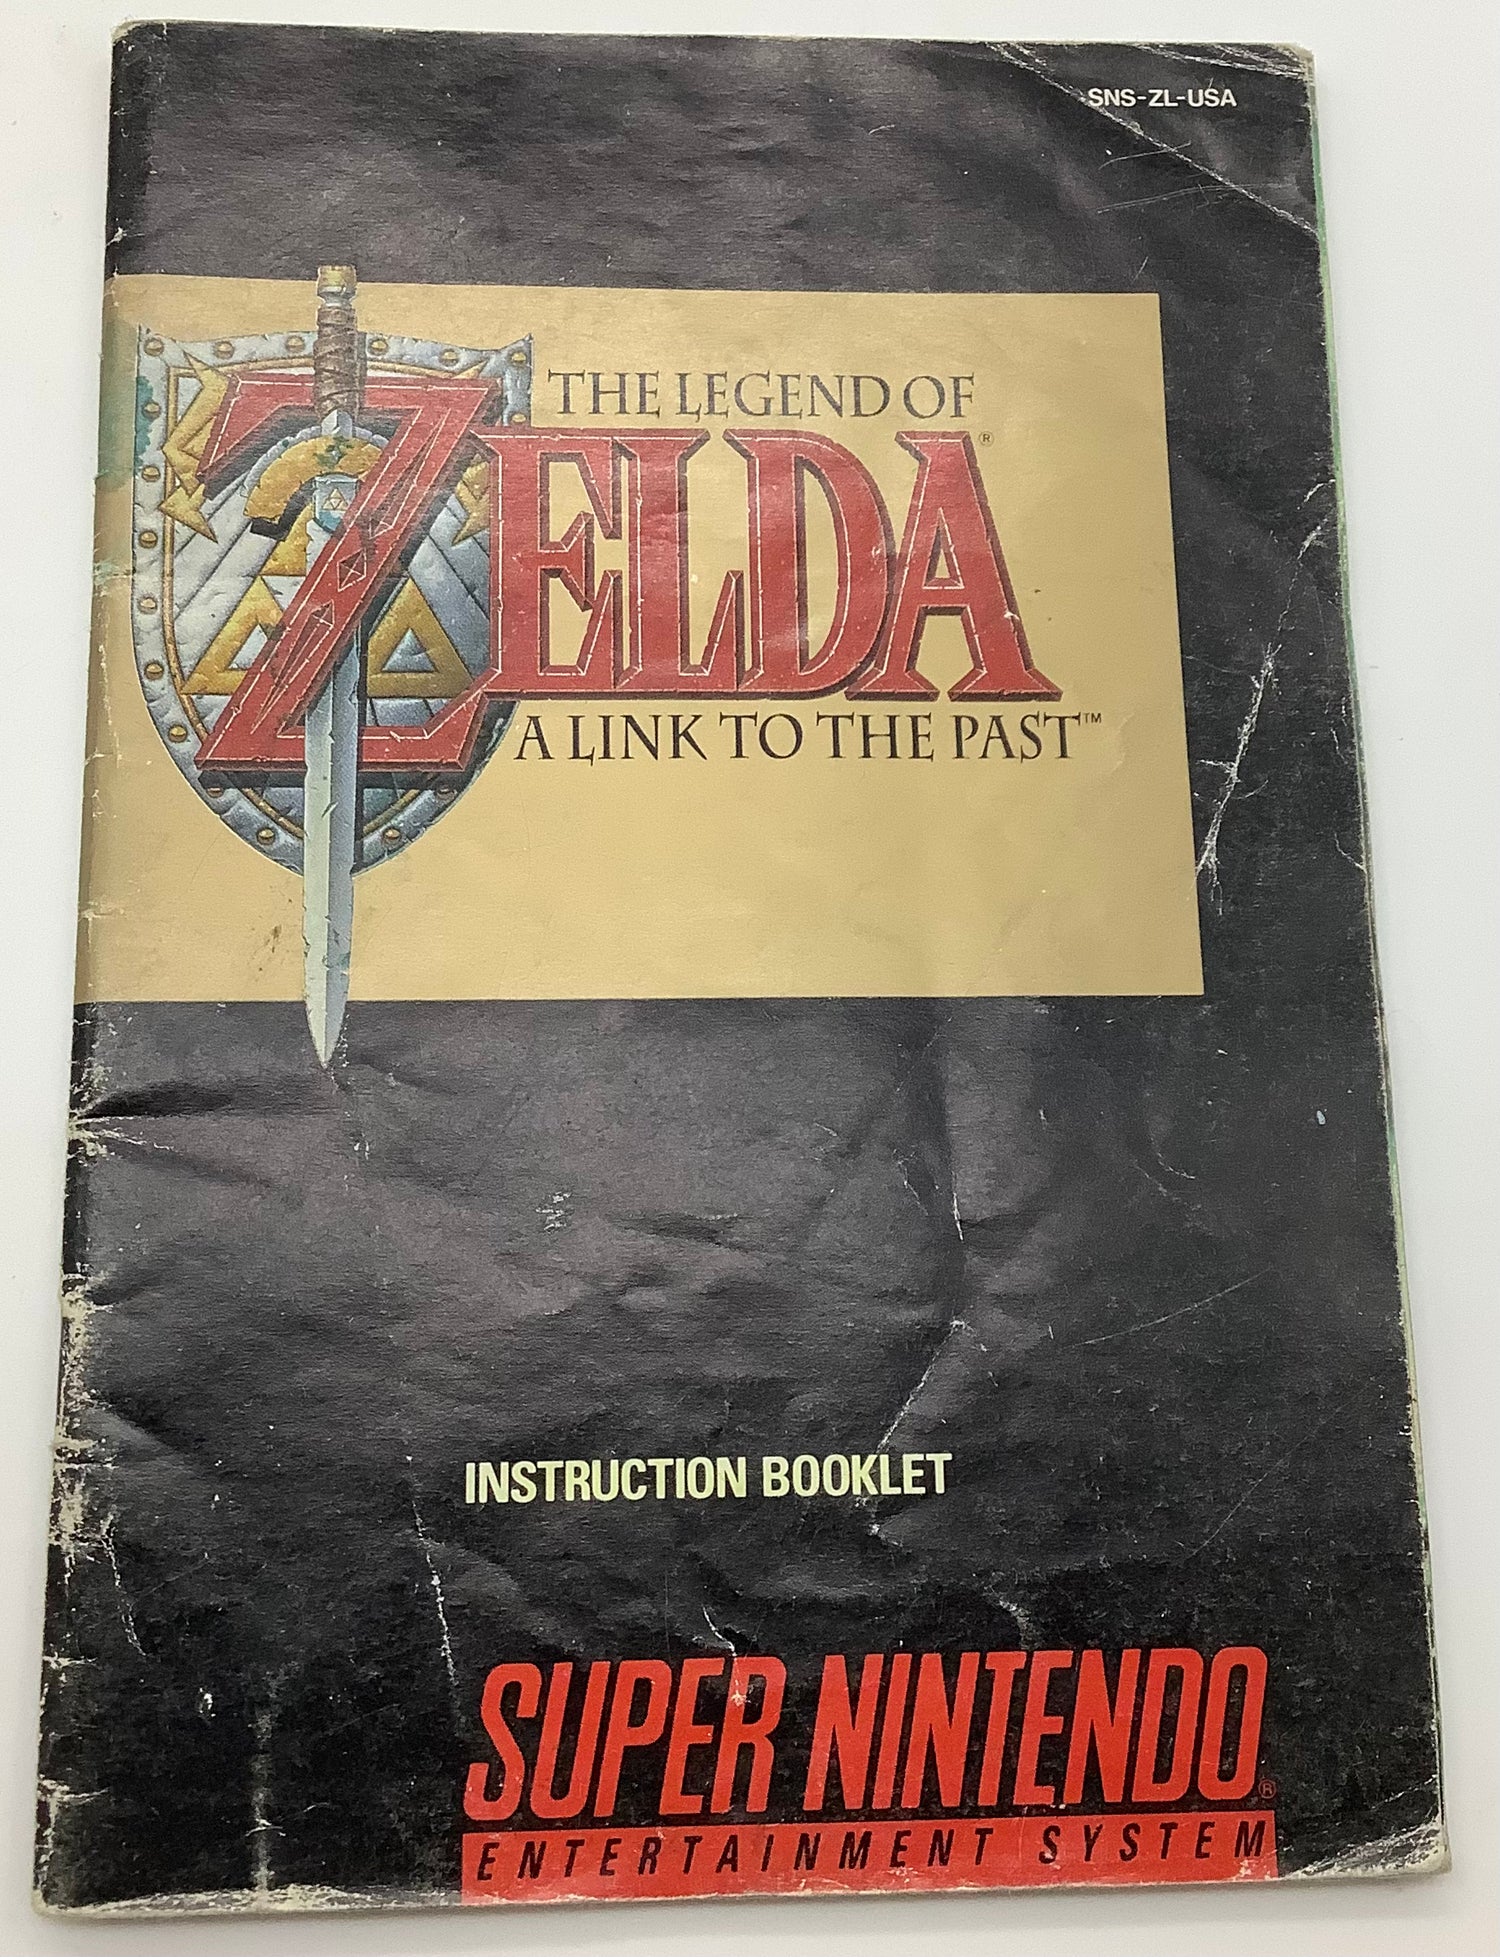 SNS-ZL-USA
THE LEGEND OF
ZELDA®
A LINK TO THE PAST™
INSTRUCTION BOOKLET
SUPER NINTENDO®
ENTERTAINMENT SYSTEM